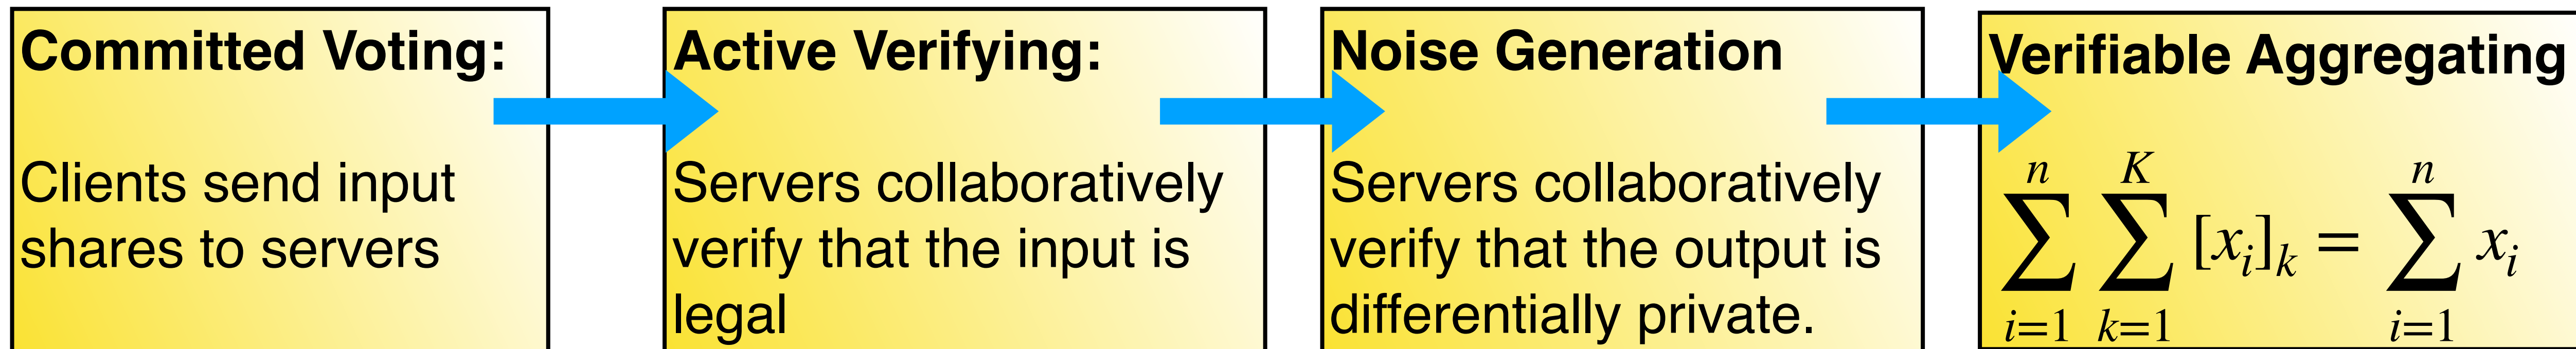 Committed Voting:
Clients send input
shares to servers
Active Verifying:
Servers collaboratively
verify that the input is
legal
Noise Generation
Servers collaboratively
verify that the output is
differentially private.
Verifiable Aggregating
n K n
∑ ∑ [x_i]_k = ∑ x_i
i=1 k=1 i=1